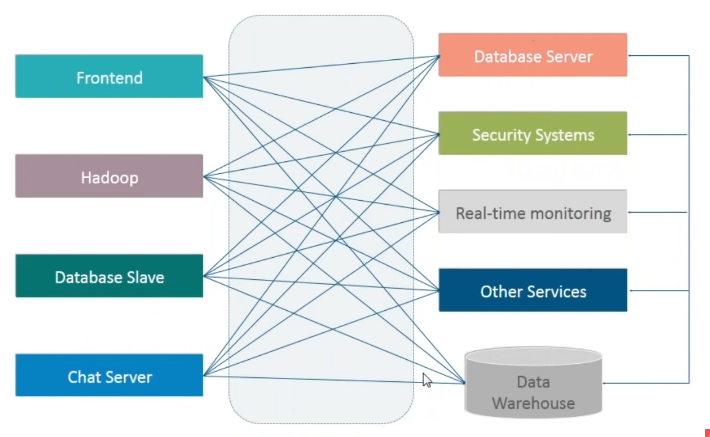 Frontend
Hadoop
Database Slave
Chat Server
Database Server
Security Systems
Real-time monitoring
Other Services
Data
Warehouse